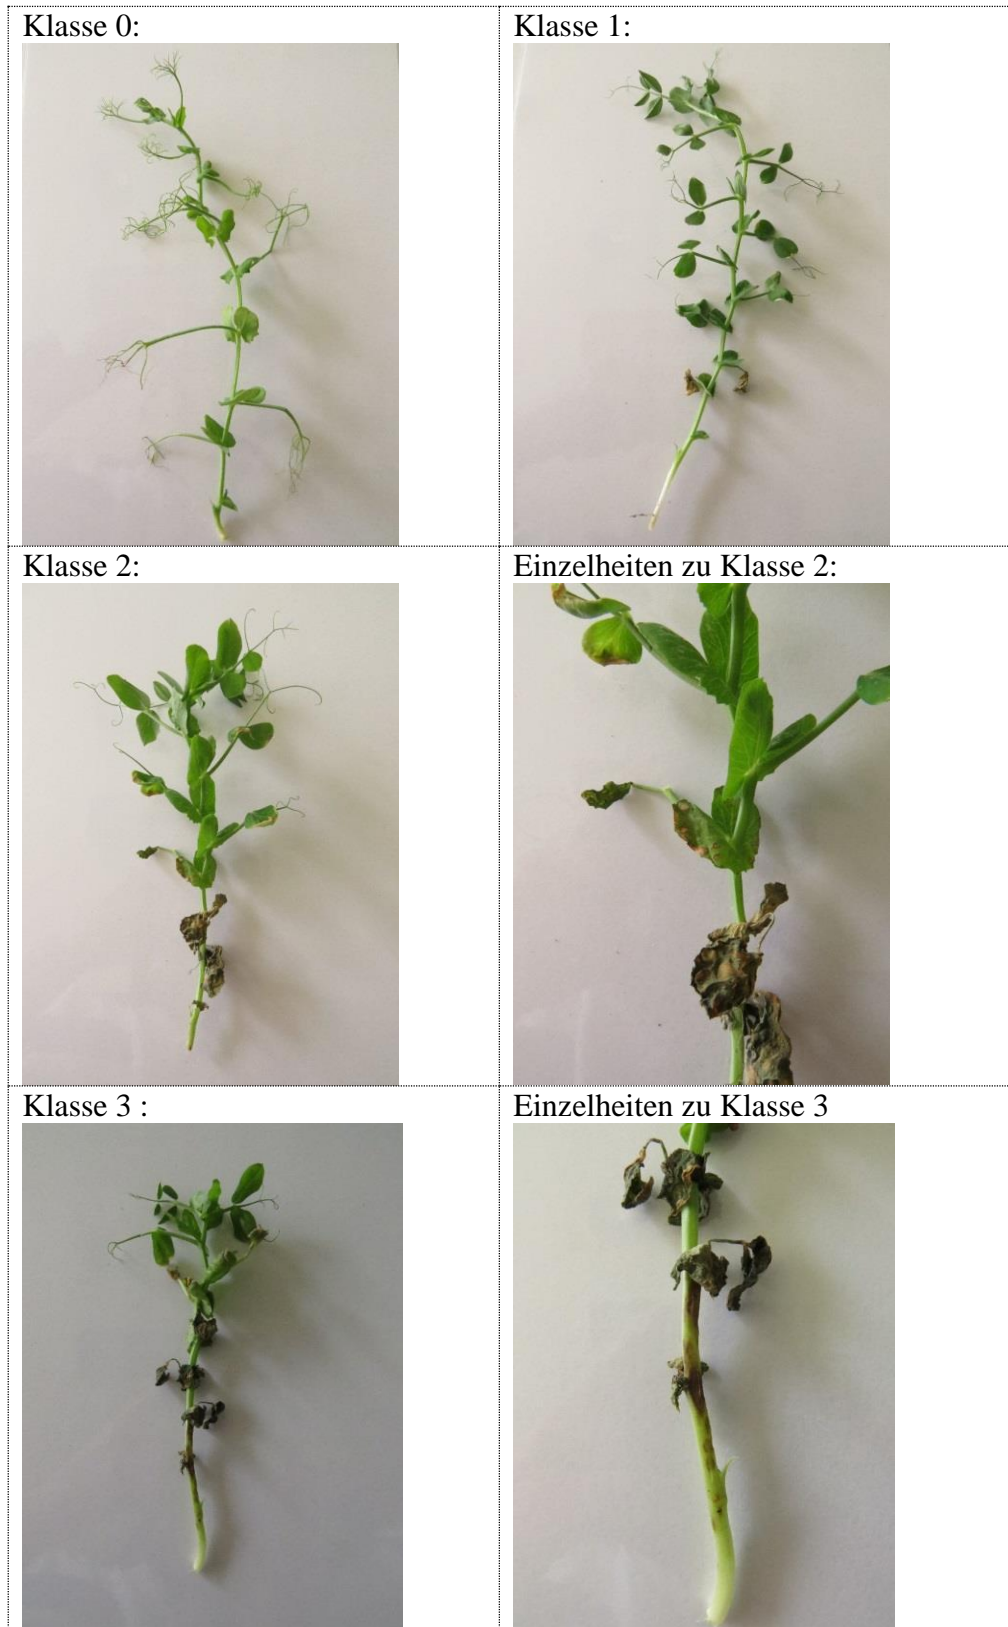 Klasse 0:
Klasse 1:
Klasse 2:
Einzelheiten zu Klasse 2:
Klasse 3 :
Einzelheiten zu Klasse 3